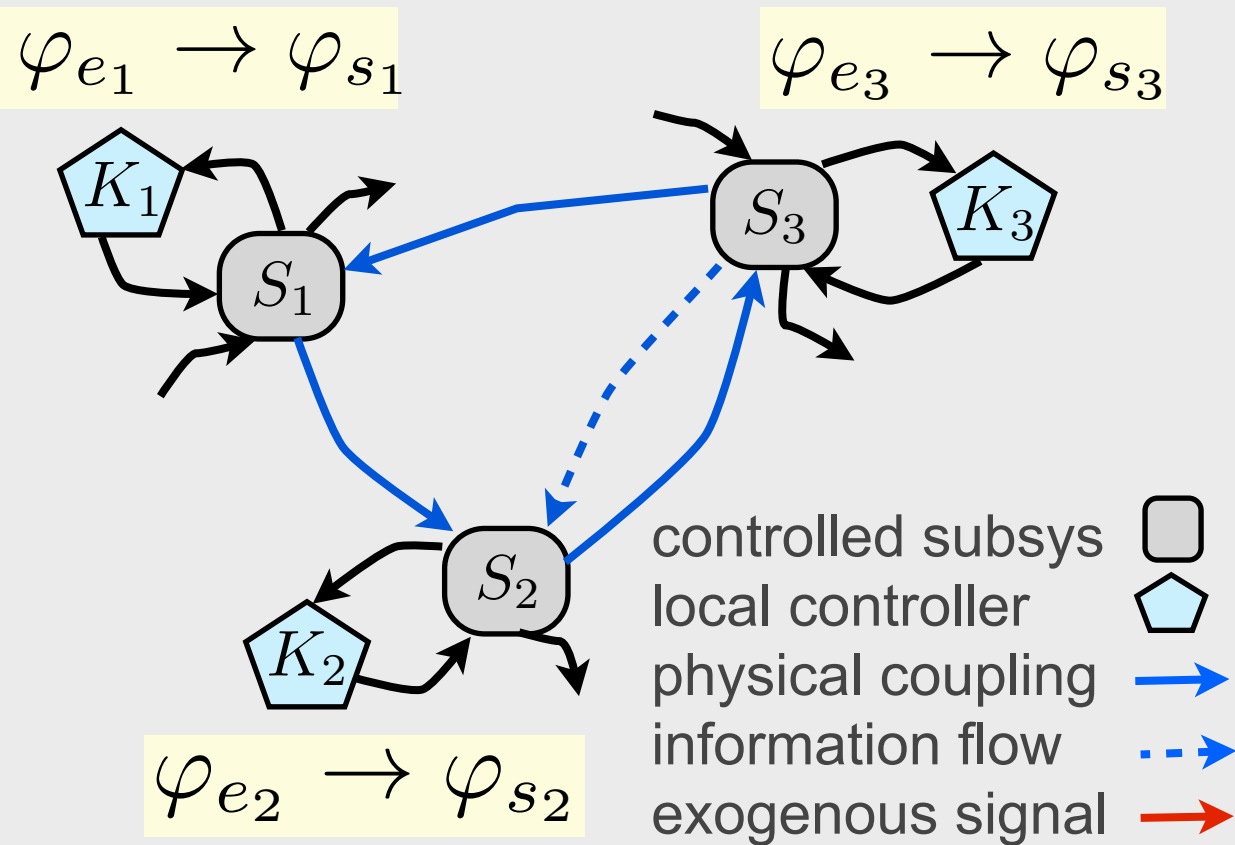 φe1 → φs1
φe3 → φs3
K1
S1
S3
K3
S2
K2
φe2 → φs2
controlled subsys
local controller
physical coupling
information flow
exogenous signal